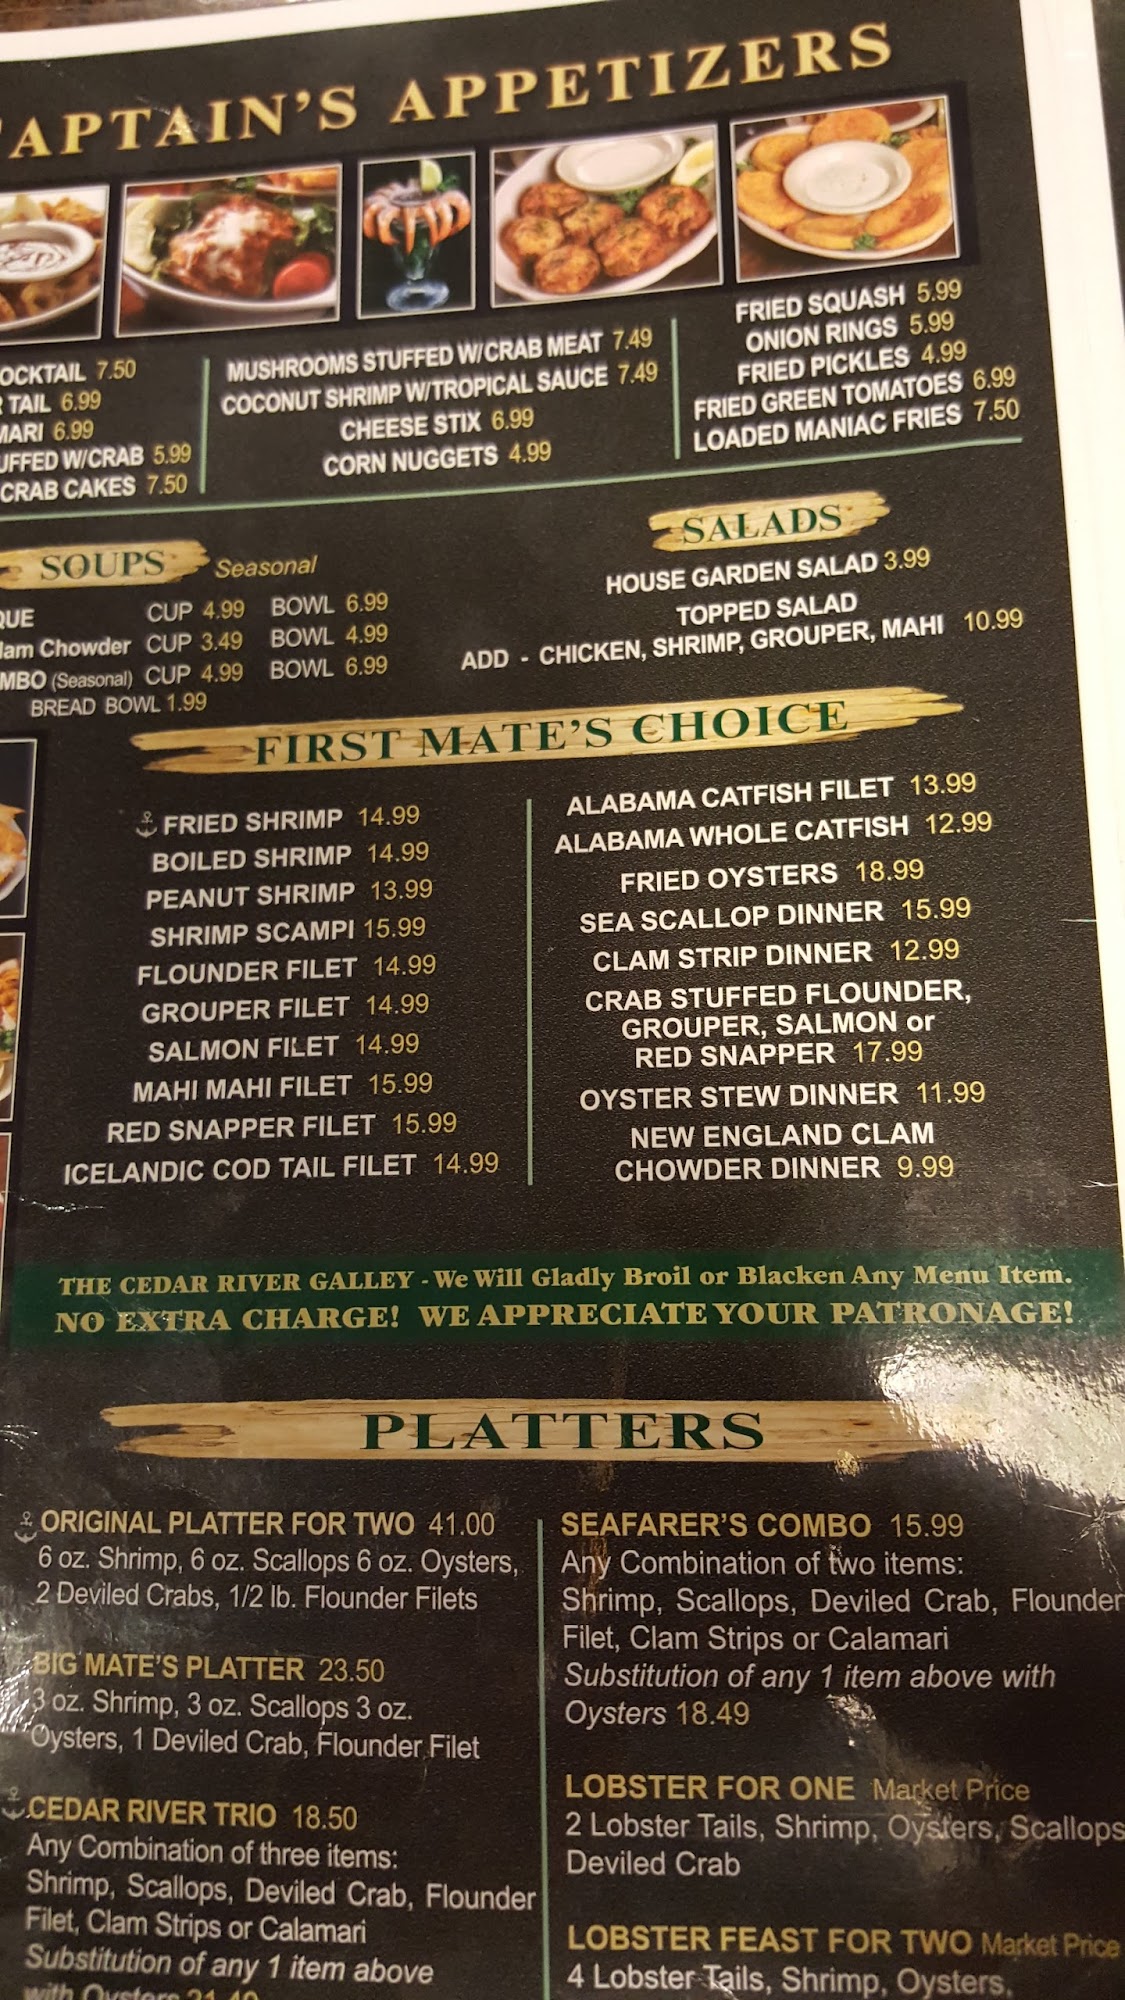 APTAIN'S APPETIZERS
OCKTAIL 7.50
TAIL 6.99
MARI 6.99
UFFED W/CRAB 5.99
CRAB CAKES 7.50
MUSHROOMS STUFFED W/CRAB MEAT 7.49
COCONUT SHRIMP W/TROPICAL SAUCE 7.49
CHEESE STIX 6.99
CORN NUGGETS 4.99
FRIED SQUASH 5.99
ONION RINGS 5.99
FRIED PICKLES 4.99
FRIED GREEN TOMATOES 6.99
LOADED MANIAC FRIES 7.50
SOUPS Seasonal
QUE CUP 4.99 BOWL 6.99
lam Chowder CUP 3.49 BOWL 4.99
MBO (Seasonal) CUP 4.99 BOWL 6.99
BREAD BOWL 1.99
SALADS
HOUSE GARDEN SALAD 3.99
TOPPED SALAD
ADD - CHICKEN, SHRIMP, GROUPER, MAHI 10.99
FIRST MATE'S CHOICE
FRIED SHRIMP 14.99
BOILED SHRIMP 14.99
PEANUT SHRIMP 13.99
SHRIMP SCAMPI 15.99
FLOUNDER FILET 14.99
GROUPER FILET 14.99
SALMON FILET 14.99
MAHI MAHI FILET 15.99
RED SNAPPER FILET 15.99
ICELANDIC COD TAIL FILET 14.99
ALABAMA CATFISH FILET 13.99
ALABAMA WHOLE CATFISH 12.99
FRIED OYSTERS 18.99
SEA SCALLOP DINNER 15.99
CLAM STRIP DINNER 12.99
CRAB STUFFED FLOUNDER,
GROUPER, SALMON or
RED SNAPPER 17.99
OYSTER STEW DINNER 11.99
NEW ENGLAND CLAM
CHOWDER DINNER 9.99
THE CEDAR RIVER GALLEY - We Will Gladly Broil or Blacken Any Menu Item.
NO EXTRA CHARGE! WE APPRECIATE YOUR PATRONAGE!
PLATTERS
ORIGINAL PLATTER FOR TWO 41.00
6 oz. Shrimp, 6 oz. Scallops 6 oz. Oysters,
2 Deviled Crabs, 1/2 lb. Flounder Filets
BIG MATE'S PLATTER 23.50
3 oz. Shrimp, 3 oz. Scallops 3 oz.
Oysters, 1 Deviled Crab, Flounder Filet
CEDAR RIVER TRIO 18.50
Any Combination of three items:
Shrimp, Scallops, Deviled Crab, Flounder
Filet, Clam Strips or Calamari
Substitution of any 1 item above
with Oysters 21.49
SEAFARER'S COMBO 15.99
Any Combination of two items:
Shrimp, Scallops, Deviled Crab, Flounder
Filet, Clam Strips or Calamari
Substitution of any 1 item above with
Oysters 18.49
LOBSTER FOR ONE Market Price
2 Lobster Tails, Shrimp, Oysters, Scallops
Deviled Crab
LOBSTER FEAST FOR TWO Market Price
4 Lobster Tails, Shrimp, Oysters,